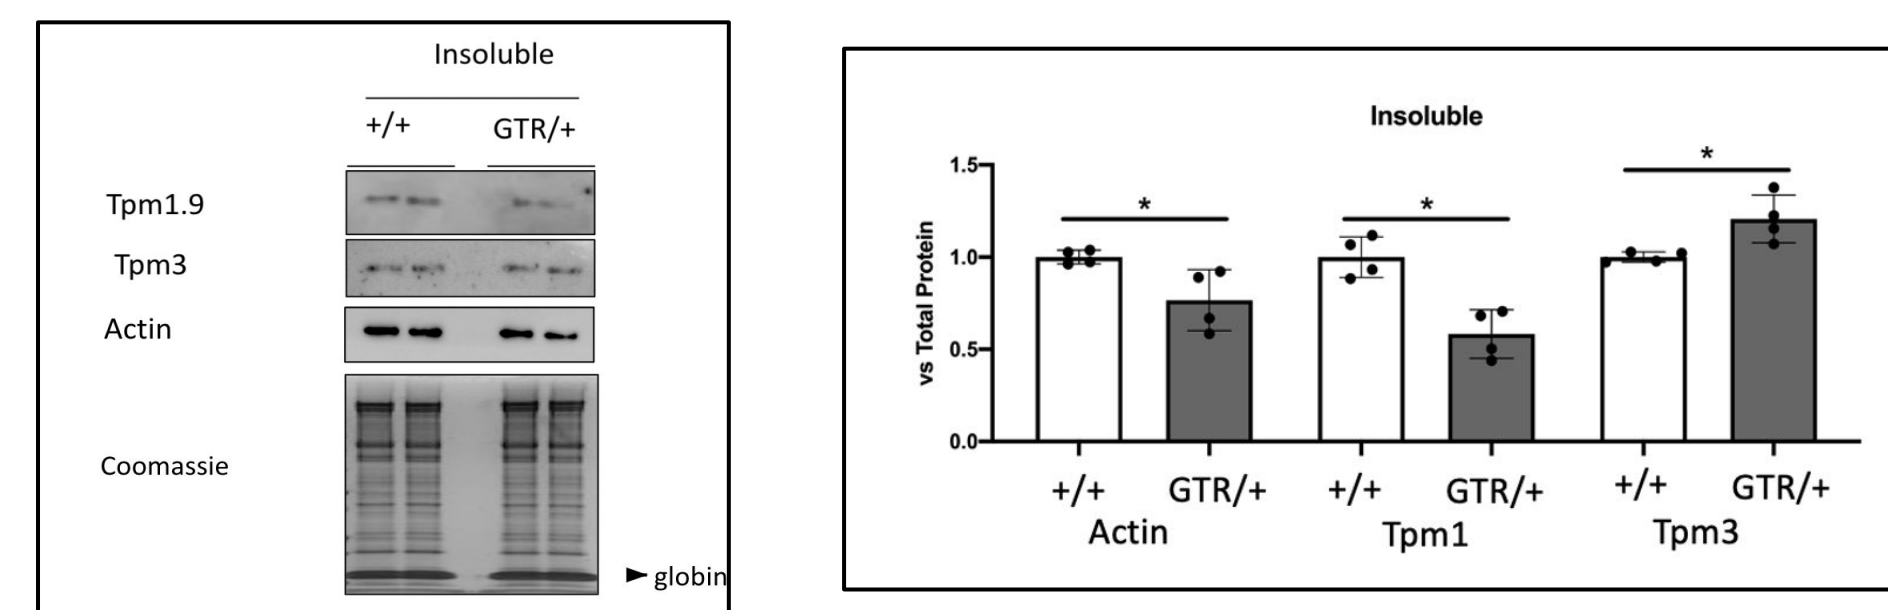 Insoluble
+/+ GTR/+
Tpm1.9
Tpm3
Actin
Coomassie
► globin
Insoluble
* * *
1.5
1.0
0.5
0.0
vs Total Protein
+/+ GTR/+ +/+ GTR/+ +/+ GTR/+
Actin Tpm1 Tpm3